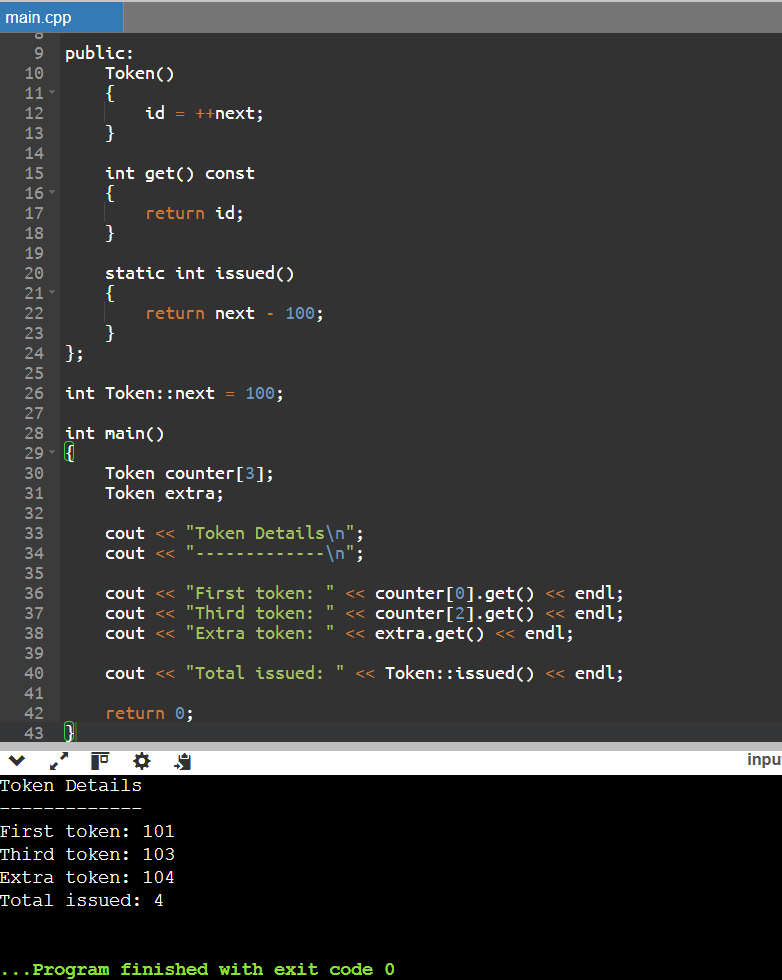 main.cpp
8
9 public:
10     Token()
11     {
12         id = ++next;
13     }
14
15     int get() const
16     {
17         return id;
18     }
19
20     static int issued()
21     {
22         return next - 100;
23     }
24 };
25
26 int Token::next = 100;
27
28 int main()
29 {
30     Token counter[3];
31     Token extra;
32
33     cout << "Token Details\n";
34     cout << "-------------\n";
35
36     cout << "First token: " << counter[0].get() << endl;
37     cout << "Third token: " << counter[2].get() << endl;
38     cout << "Extra token: " << extra.get() << endl;
39
40     cout << "Total issued: " << Token::issued() << endl;
41
42     return 0;
43 }
inpu
Token Details
-------------
First token: 101
Third token: 103
Extra token: 104
Total issued: 4
...Program finished with exit code 0